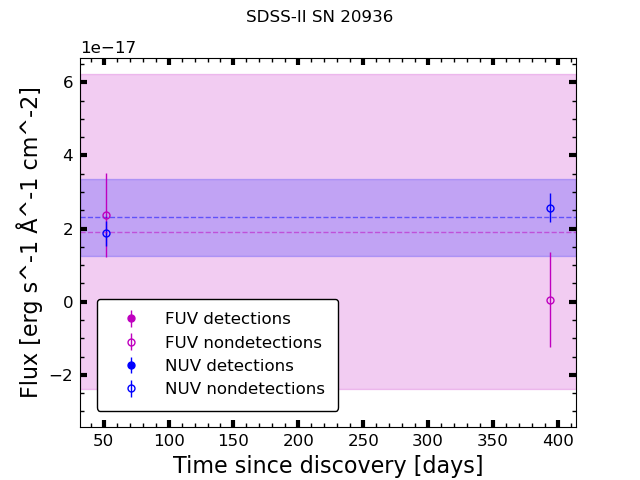 SDSS-II SN 20936
1e−17
6
4
2
0
−2
Flux [erg s^-1 Å^-1 cm^-2]
FUV detections
FUV nondetections
NUV detections
NUV nondetections
50 100 150 200 250 300 350 400
Time since discovery [days]